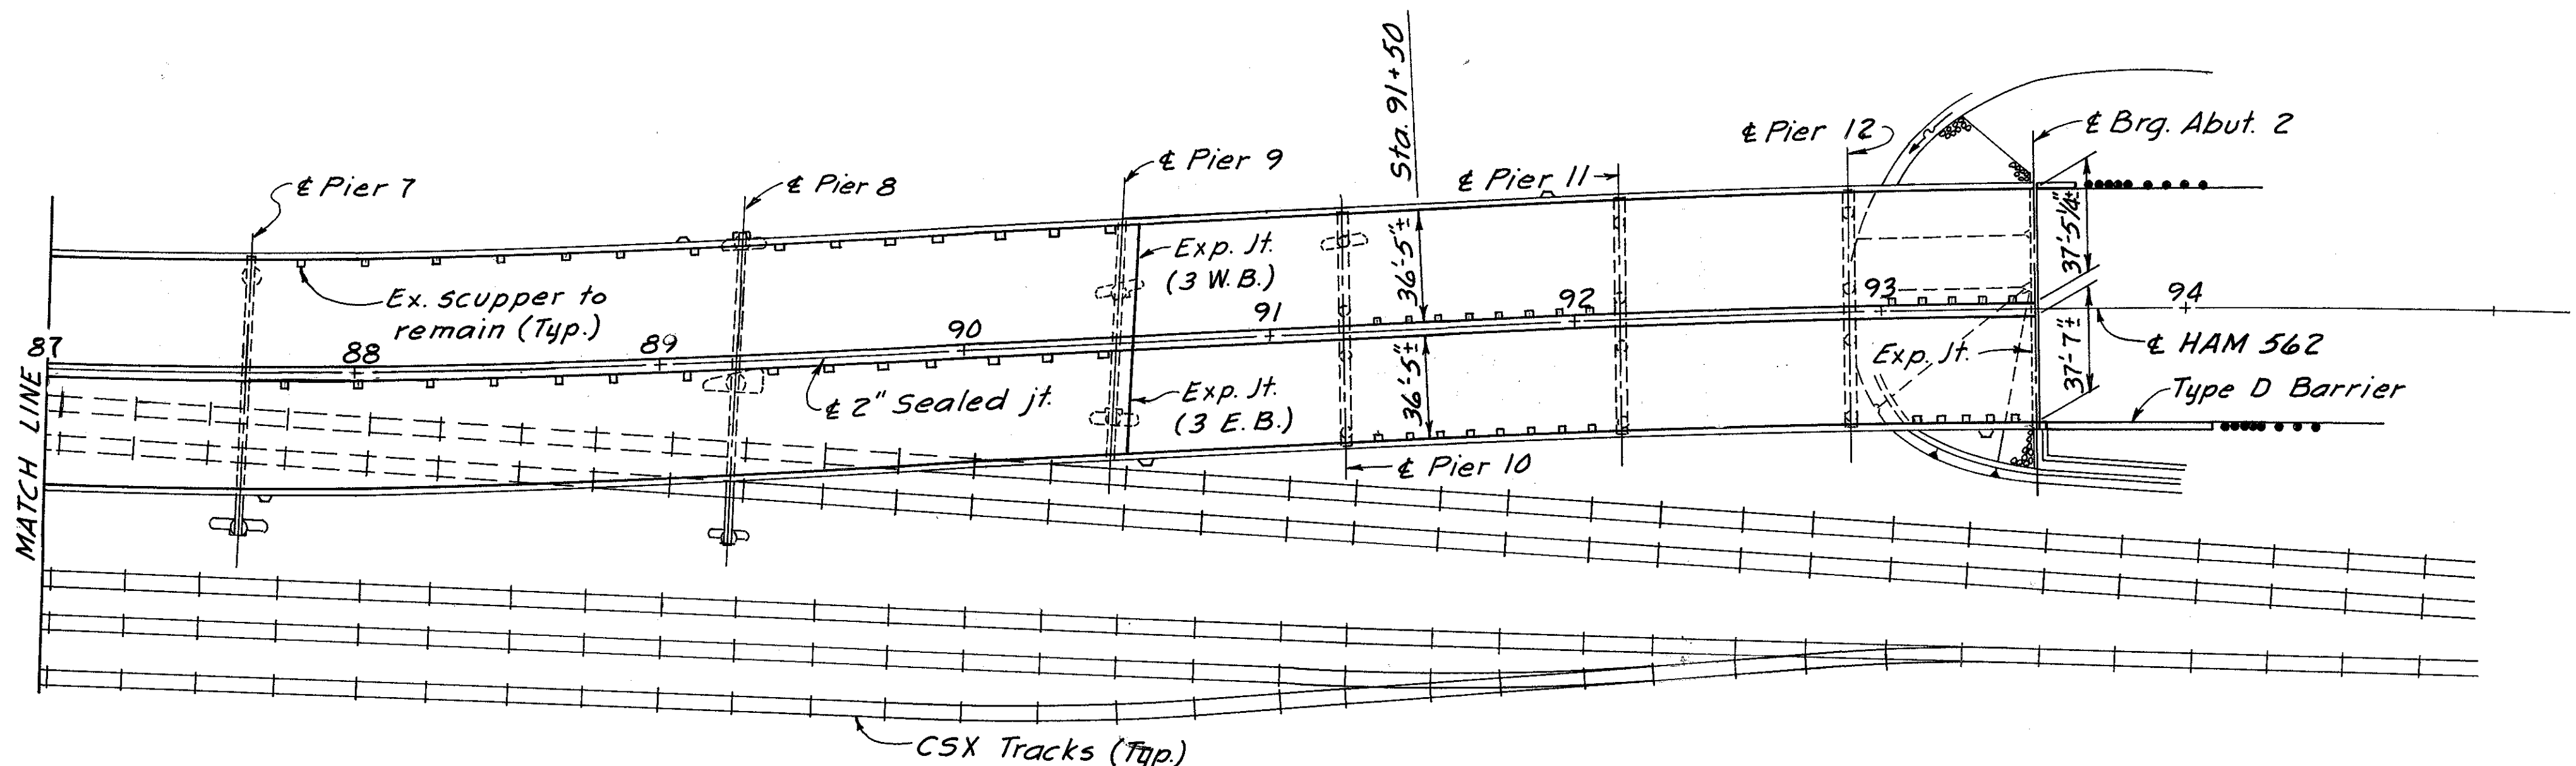 ℄ Pier 7
℄ Pier 8
℄ Pier 9
Sta. 91+50
℄ Pier 11
℄ Pier 12
℄ Brg. Abut. 2
Ex. scupper to
remain (Typ.)
Exp. Jt.
(3 W.B.)
36'-5"±
37'-5¼"±
87
88
89
90
91
92
93
94
℄ 2" Sealed jt.
Exp. Jt.
(3 E.B.)
36'-5"±
Exp. Jt.
37'-7"±
℄ HAM 562
Type D Barrier
℄ Pier 10
MATCH LINE
CSX Tracks (Typ.)